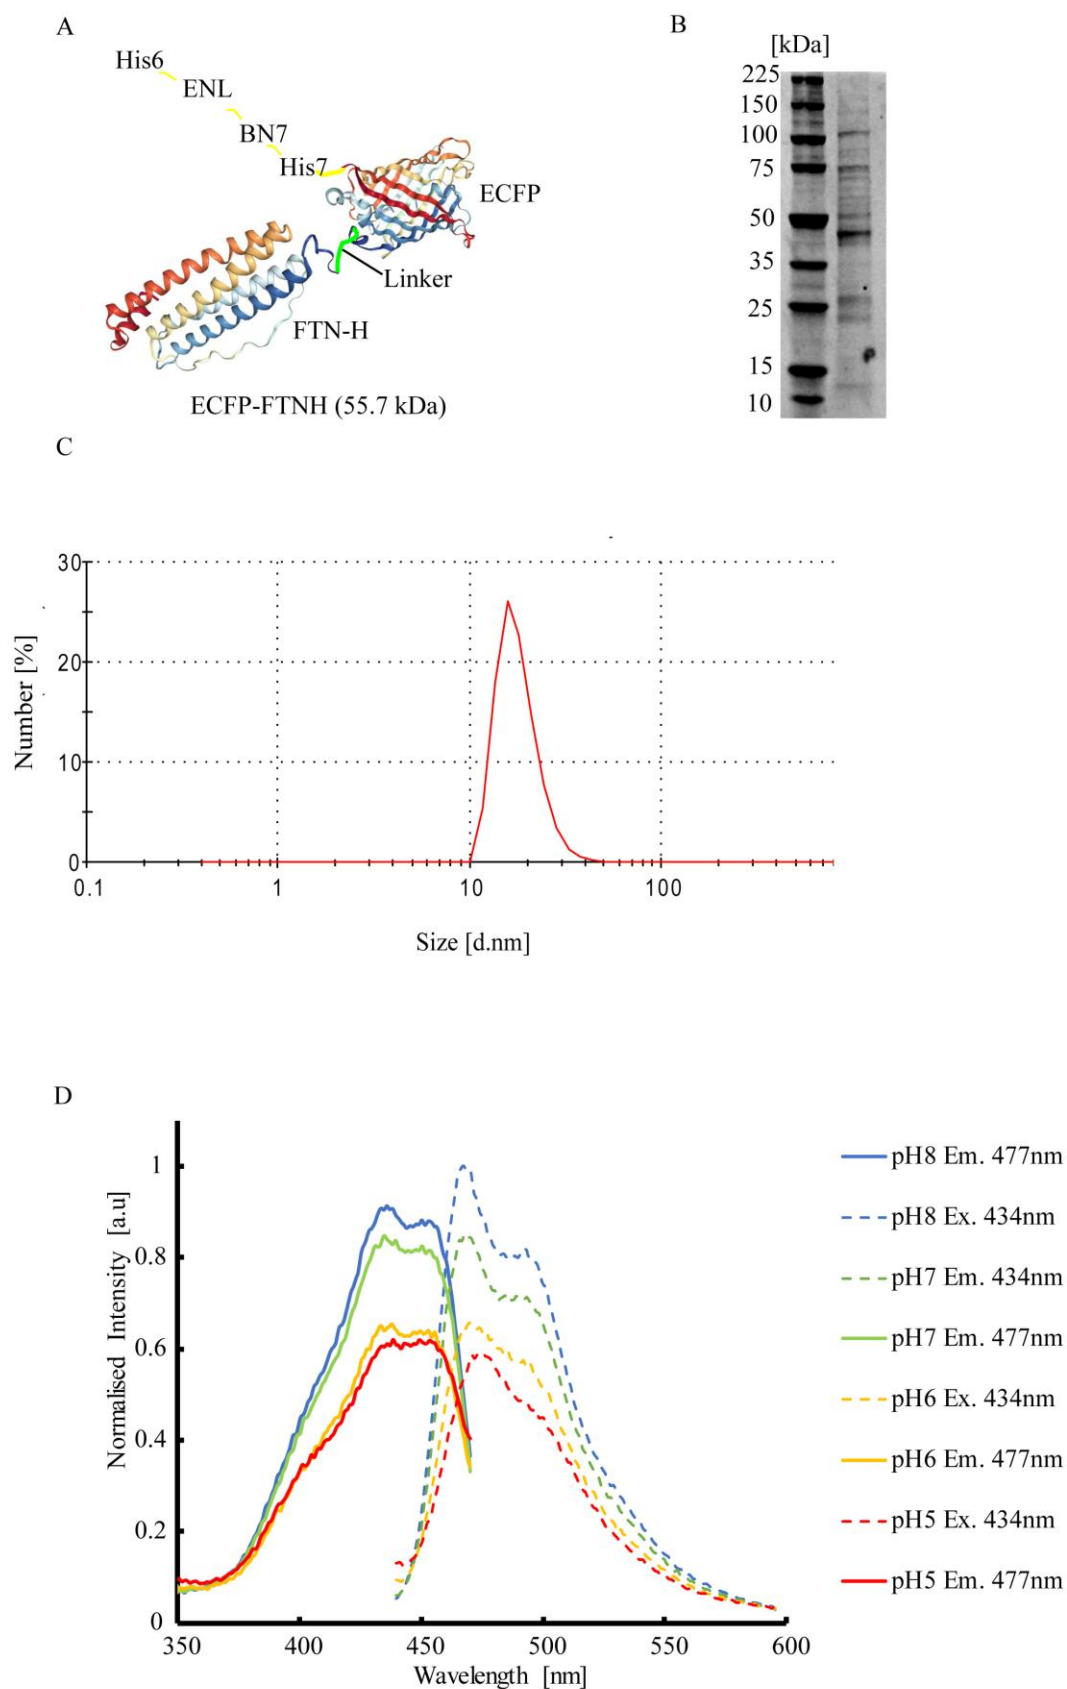 A
His6
ENL
BN7
His7
ECFP
Linker
FTN-H
ECFP-FTNH (55.7 kDa)
B
[kDa]
225
150
100
75
50
35
25
15
10
C
30
20
10
0
Number [%]
0.1
1
10
100
Size [d.nm]
D
1
0.8
0.6
0.4
0.2
0
Normalised Intensity [a.u]
350
400
450
500
550
600
Wavelength [nm]
pH8 Em. 477nm
pH8 Ex. 434nm
pH7 Em. 434nm
pH7 Em. 477nm
pH6 Ex. 434nm
pH6 Em. 477nm
pH5 Ex. 434nm
pH5 Em. 477nm